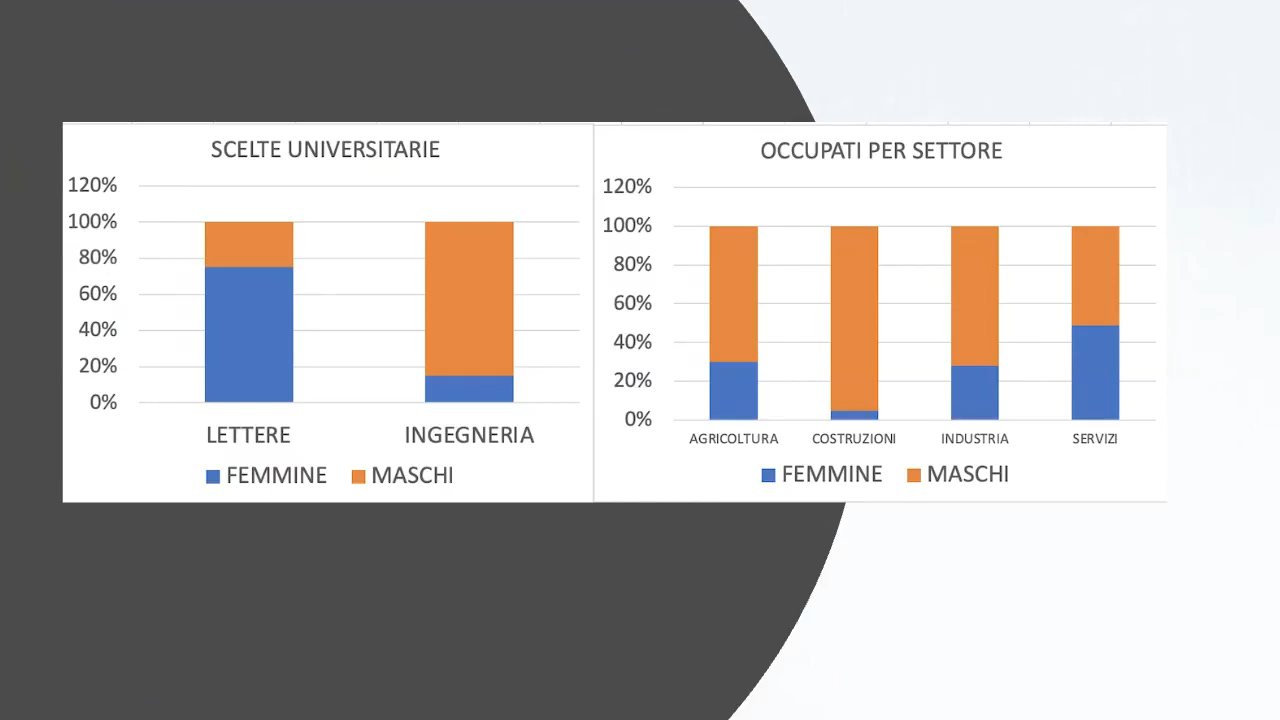 SCELTE UNIVERSITARIE
120%
100%
80%
60%
40%
20%
0%
LETTERE INGEGNERIA
FEMMINE MASCHI
OCCUPATI PER SETTORE
120%
100%
80%
60%
40%
20%
0%
AGRICOLTURA COSTRUZIONI INDUSTRIA SERVIZI
FEMMINE MASCHI